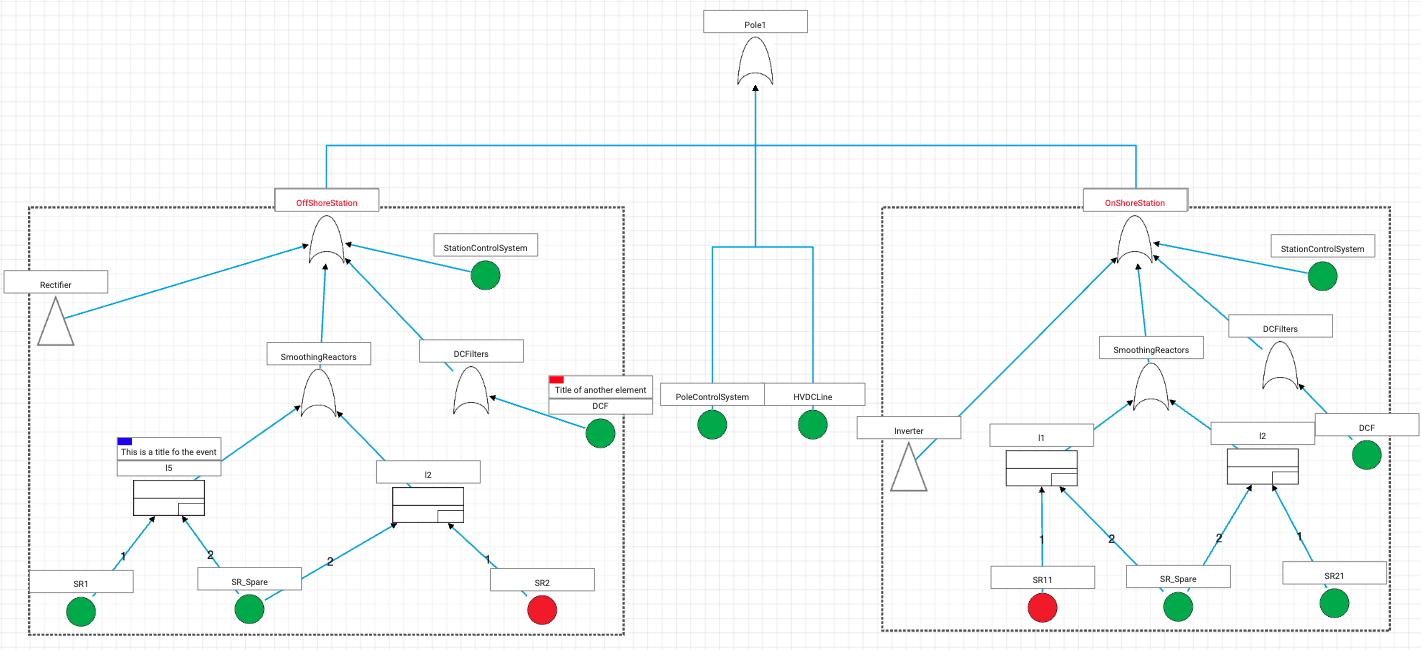 Pole1
OffShoreStation
OnShoreStation
StationControlSystem
StationControlSystem
Rectifier
SmoothingReactors
DCFilters
DCFilters
SmoothingReactors
Title of another element
DCF
PoleControlSystem
HVDCLine
Inverter
DCF
This is a title fo the event
I5
I2
I1
I2
1
2
2
1
1
2
2
1
SR1
SR_Spare
SR2
SR11
SR_Spare
SR21